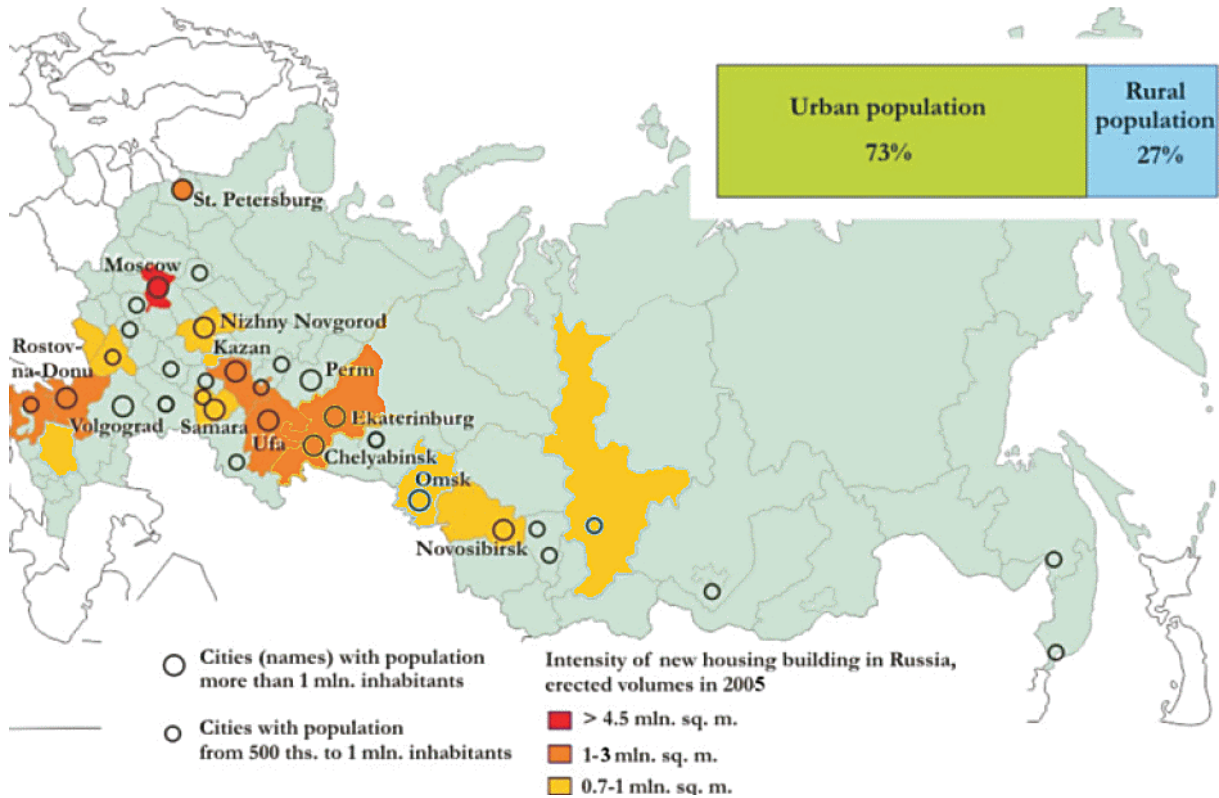 Urban population
73%
Rural
population
27%
St. Petersburg
Moscow
Nizhny Novgorod
Rostov-
na-Donu
Kazan
Perm
Volgograd
Samara
Ufa
Ekaterinburg
Chelyabinsk
Omsk
Novosibirsk
Cities (names) with population
more than 1 mln. inhabitants
Cities with population
from 500 ths. to 1 mln. inhabitants
Intensity of new housing building in Russia,
erected volumes in 2005
> 4.5 mln. sq. m.
1-3 mln. sq. m.
0.7-1 mln. sq. m.